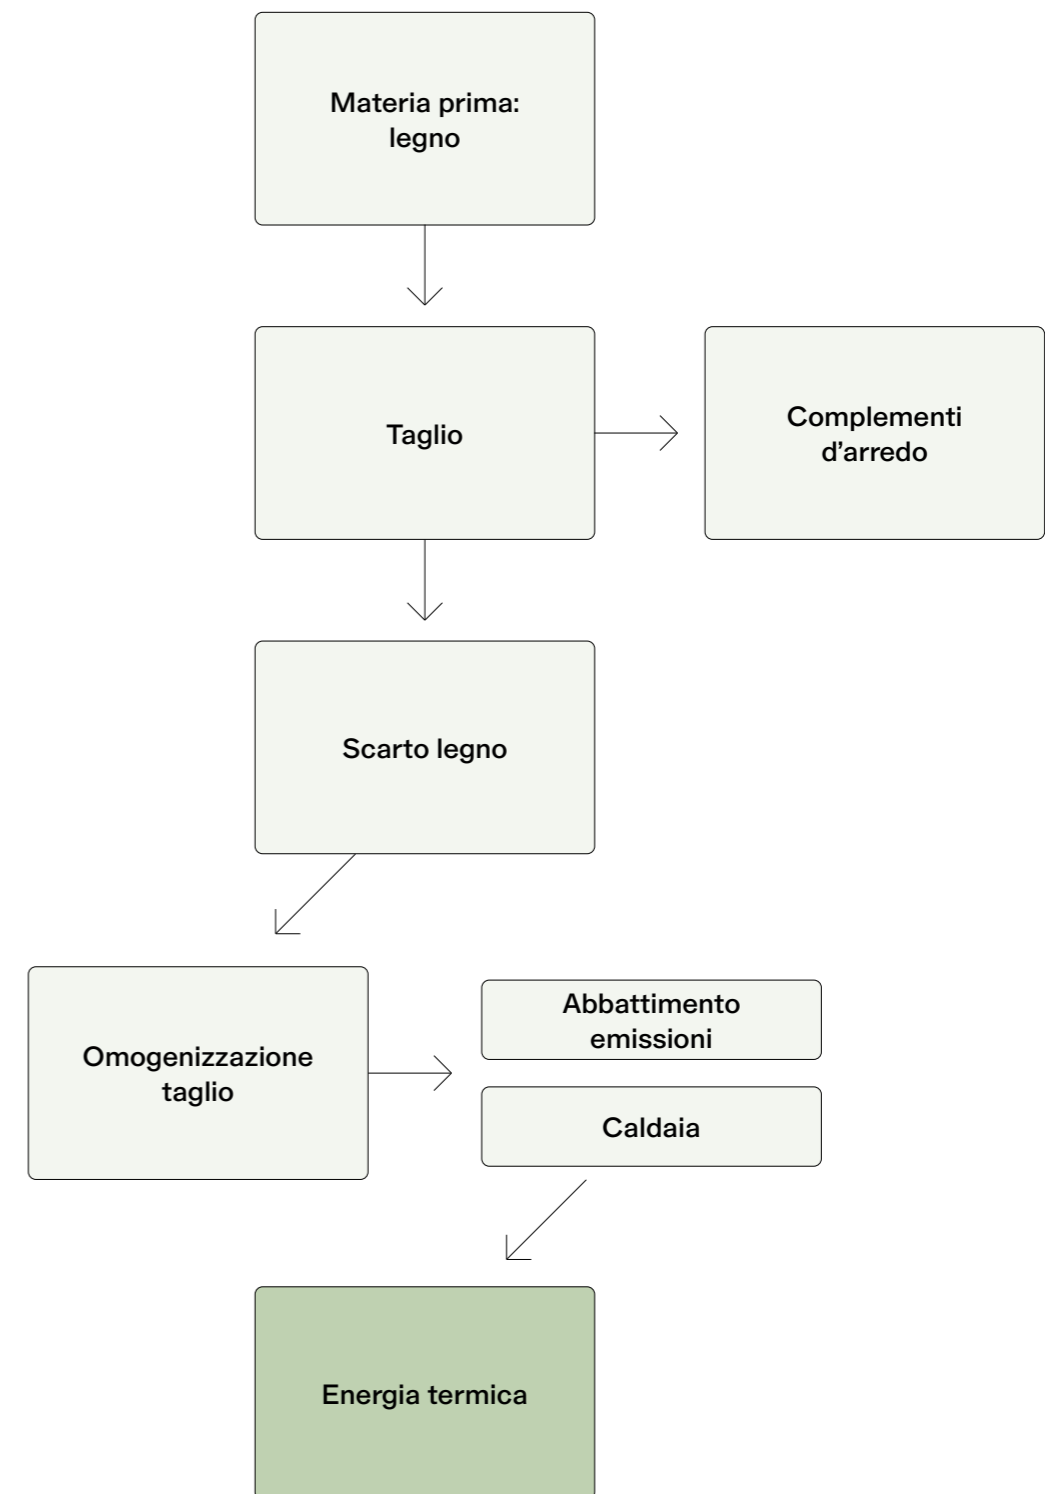 Materia prima:
legno
Taglio
Complementi
d’arredo
Scarto legno
Omogenizzazione
taglio
Abbattimento
emissioni
Caldaia
Energia termica